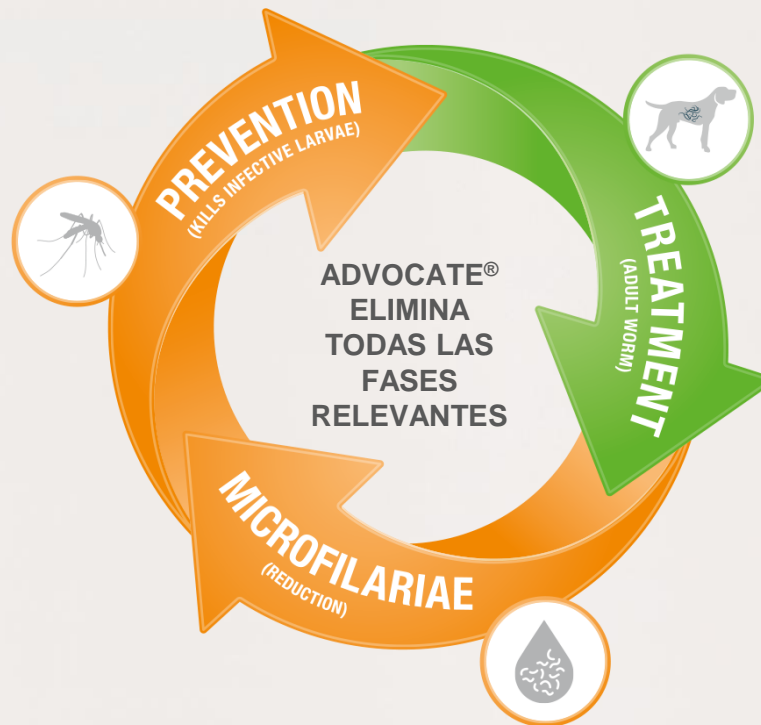 PREVENTION
(KILLS INFECTIVE LARVAE)
TREATMENT
(ADULT WORM)
ADVOCATE®
ELIMINA
TODAS LAS
FASES
RELEVANTES
MICROFILARIAE
(REDUCTION)